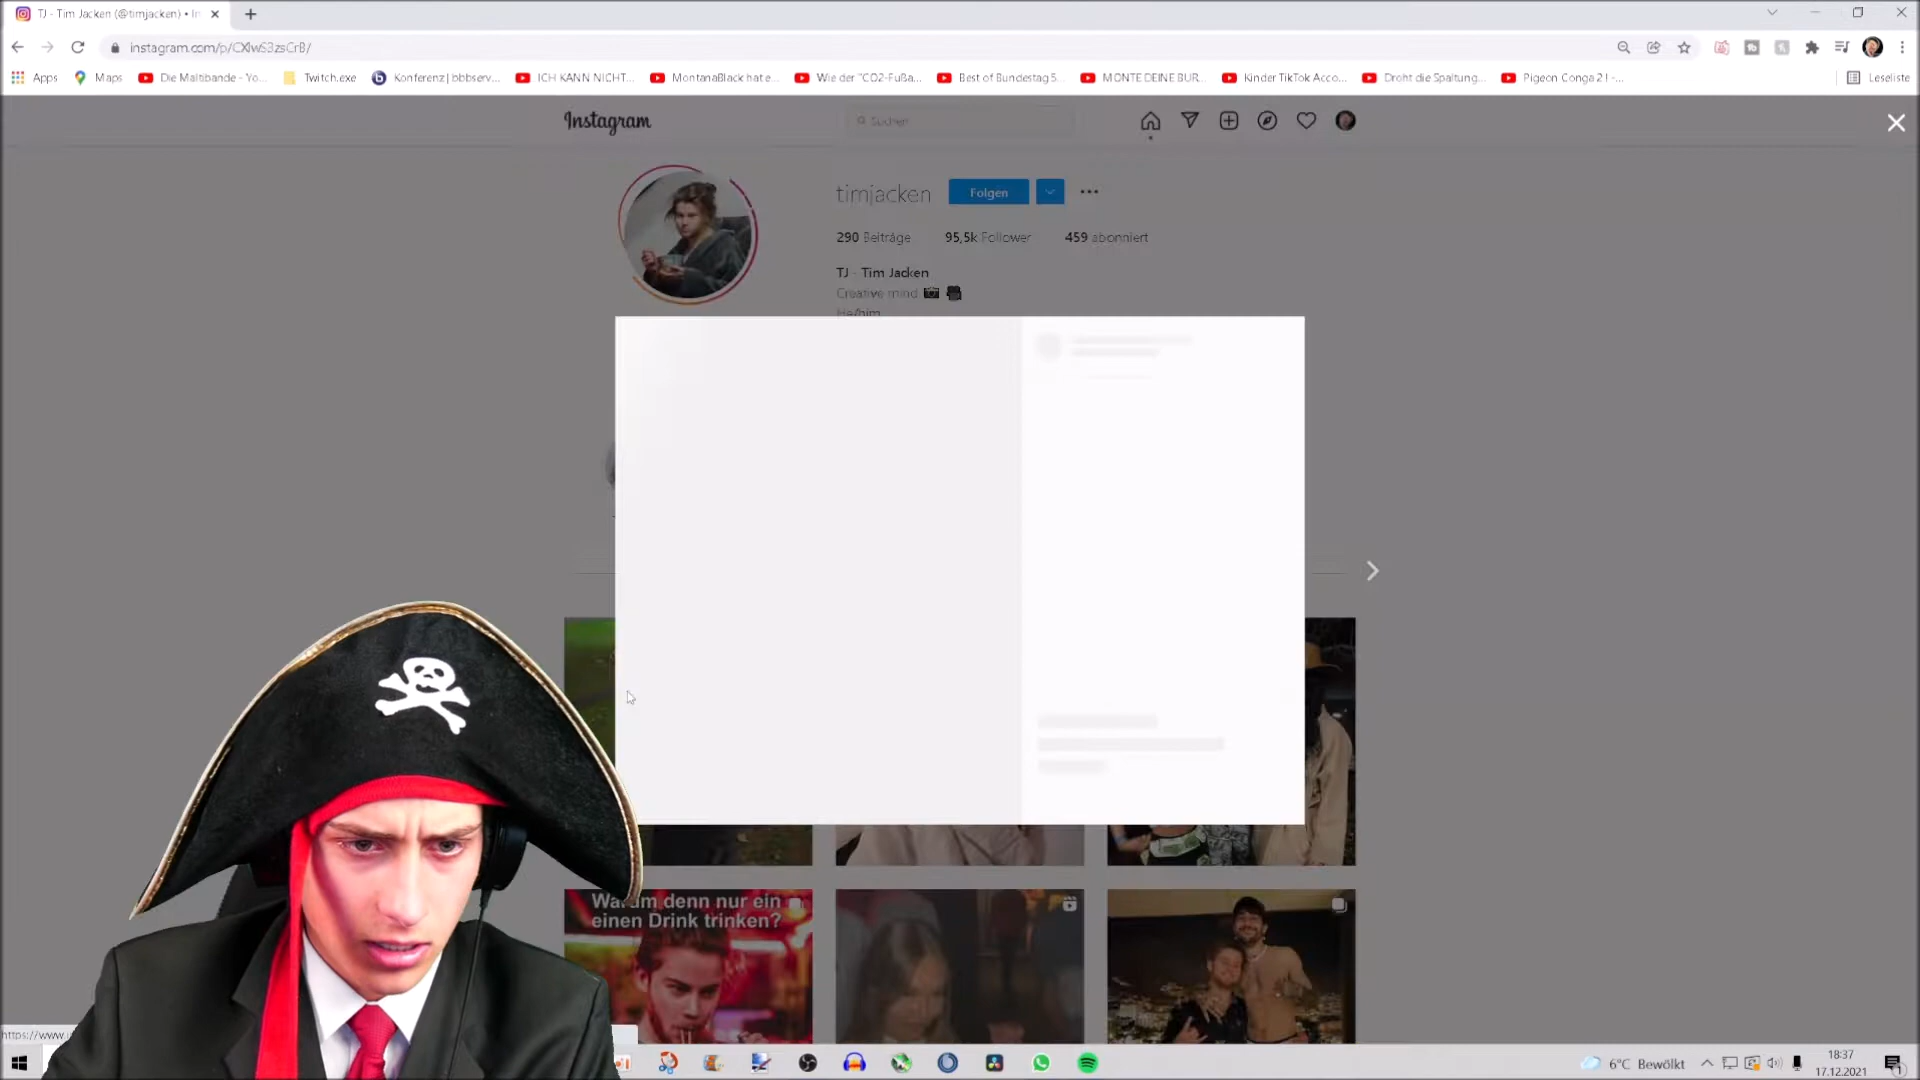 TJ - Tim Jacken (@timjacken) • In
instagram.com/p/CXlwS3zsCrB/
Apps
Maps
Die Maltibande - Yo...
Twitch.exe
Konferenz | bbbserv...
ICH KANN NICHT...
MontanaBlack hat e...
Wie der "CO2-Fußa...
Best of Bundestag 5...
MONTE DEINE BUR...
Kinder TikTok Acco...
Droht die Spaltung...
Pigeon Conga 2 ! -...
Leseliste
Instagram
Suchen
timjacken
Folgen
290 Beiträge
95,5k Follower
459 abonniert
TJ - Tim Jacken
Creative mind
He/him
Warum denn nur ein
einen Drink trinken?
https://www.
6°C Bewölkt
18:37
17.12.2021